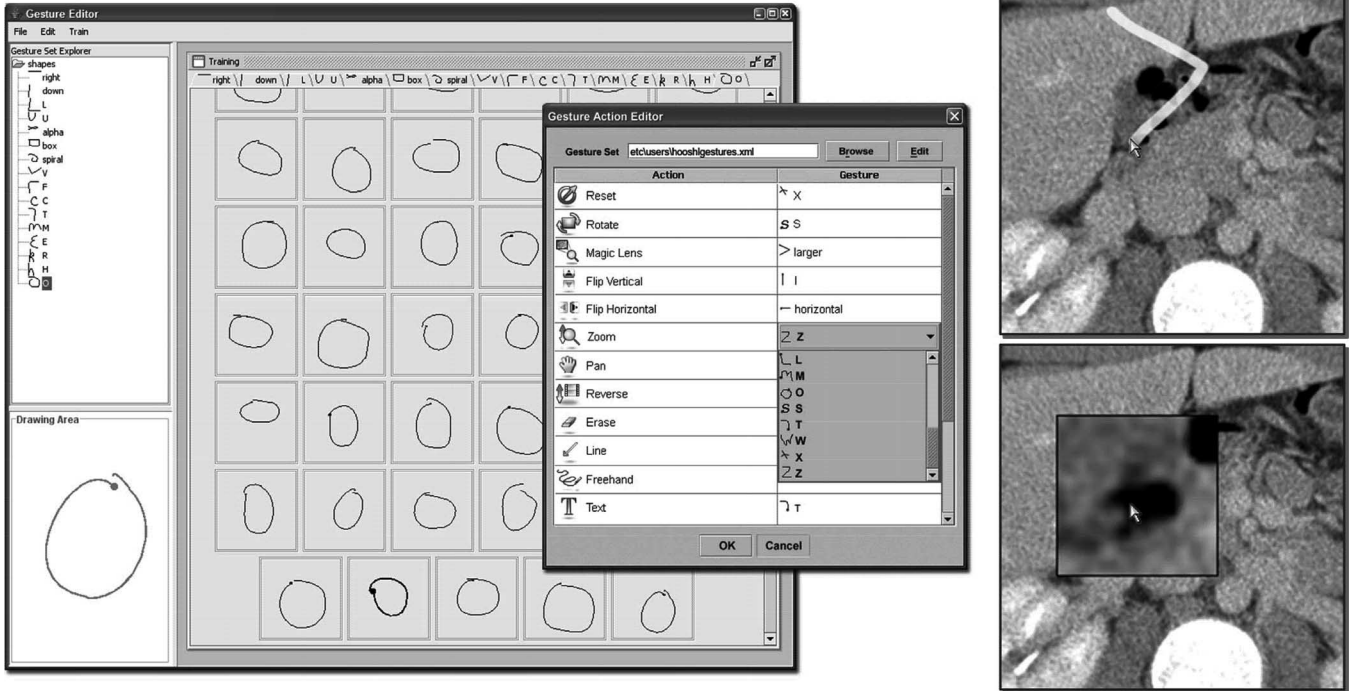 Gesture Editor
File Edit Train
Gesture Set Explorer
shapes
right
down
L
U
alpha
box
spiral
V
F
C
T
M
E
R
H
O
Drawing Area
Training
right down L U alpha box spiral V F C T M E R H O
Gesture Action Editor
Gesture Set etc\users\hooshlgestures.xml Browse Edit
Action Gesture
Reset X
Rotate S
Magic Lens larger
Flip Vertical I
Flip Horizontal horizontal
Zoom Z
Pan L
M
Reverse O
S
Erase T
W
Line X
Z
Freehand
Text T
OK Cancel